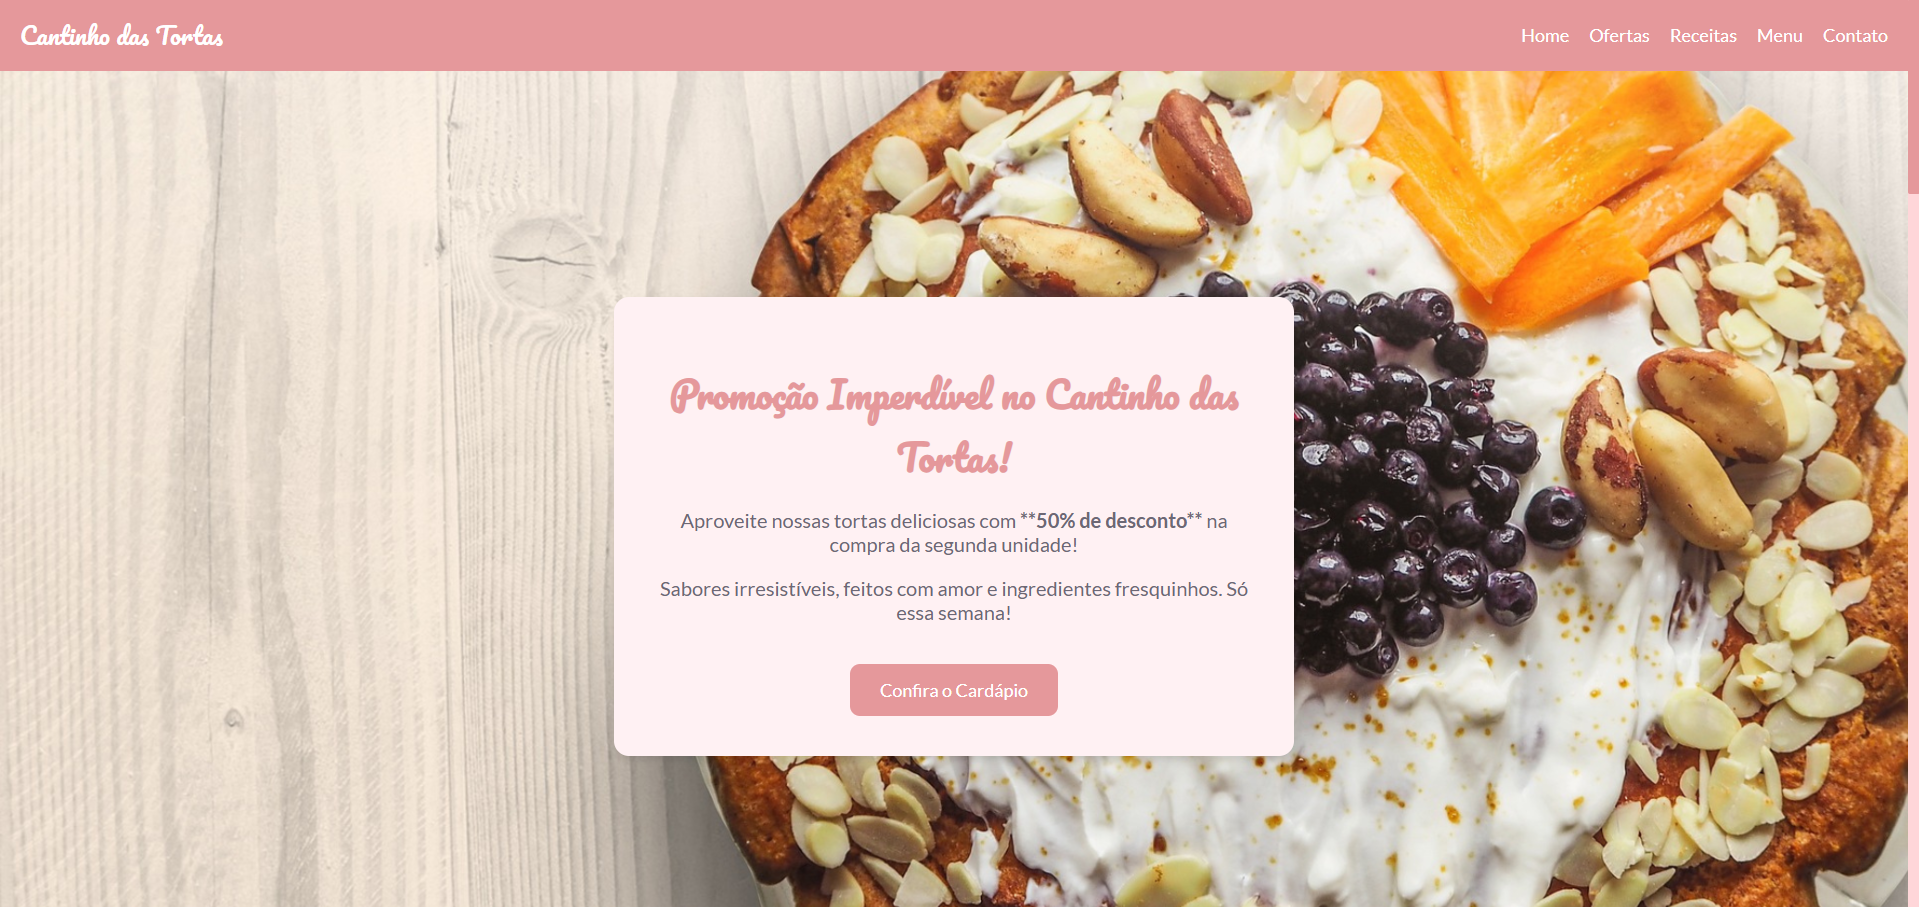 Cantinho das Tortas
Home Ofertas Receitas Menu Contato
Promoção Imperdível no Cantinho das
Tortas!
Aproveite nossas tortas deliciosas com **50% de desconto** na
compra da segunda unidade!
Sabores irresistíveis, feitos com amor e ingredientes fresquinhos. Só
essa semana!
Confira o Cardápio